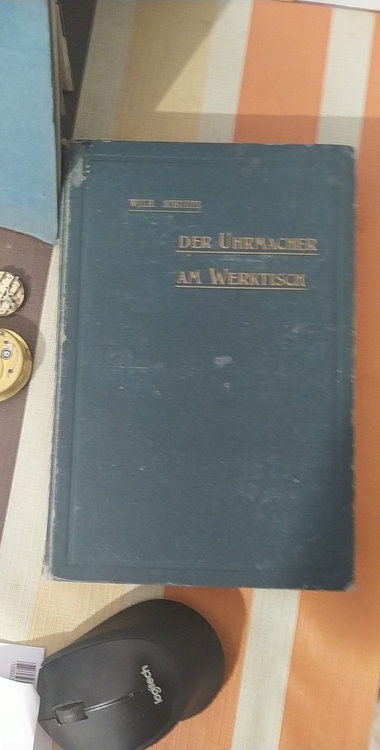 WILH. SCHULTZ
DER UHRMACHER
AM WERKTISCH
logitech